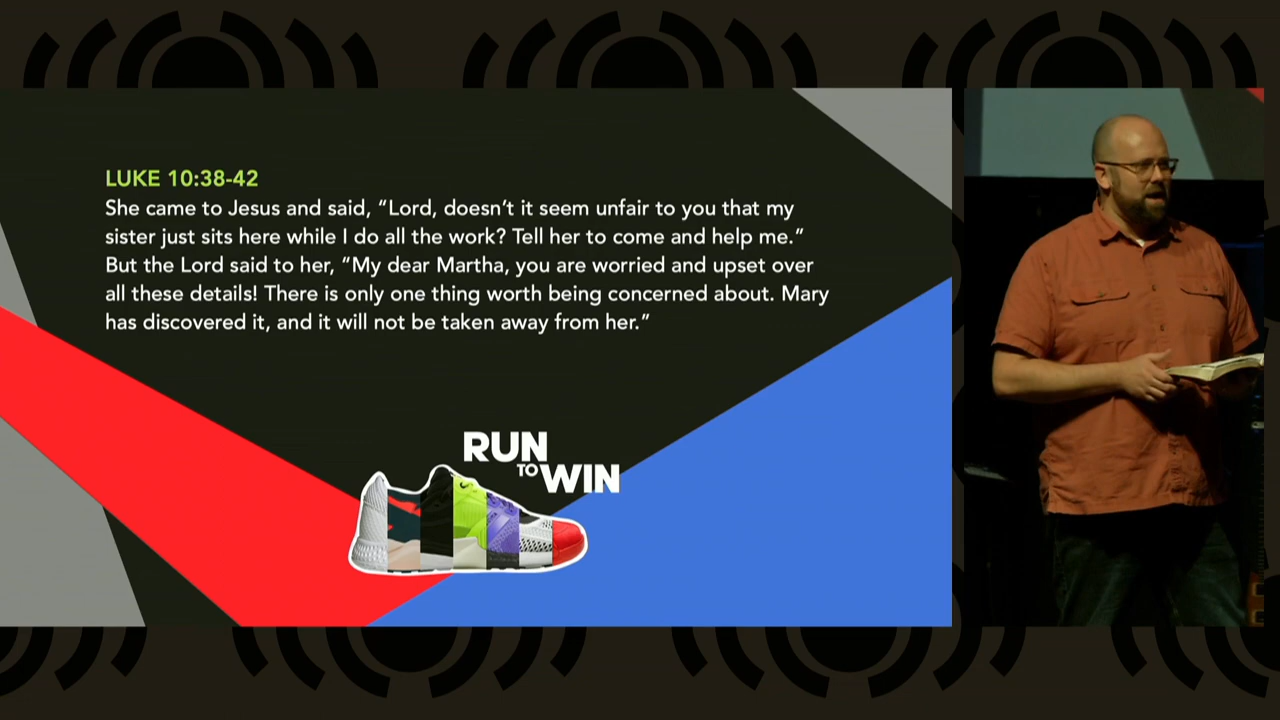 LUKE 10:38-42
She came to Jesus and said, “Lord, doesn’t it seem unfair to you that my
sister just sits here while I do all the work? Tell her to come and help me.”
But the Lord said to her, “My dear Martha, you are worried and upset over
all these details! There is only one thing worth being concerned about. Mary
has discovered it, and it will not be taken away from her.”
RUN
TO WIN